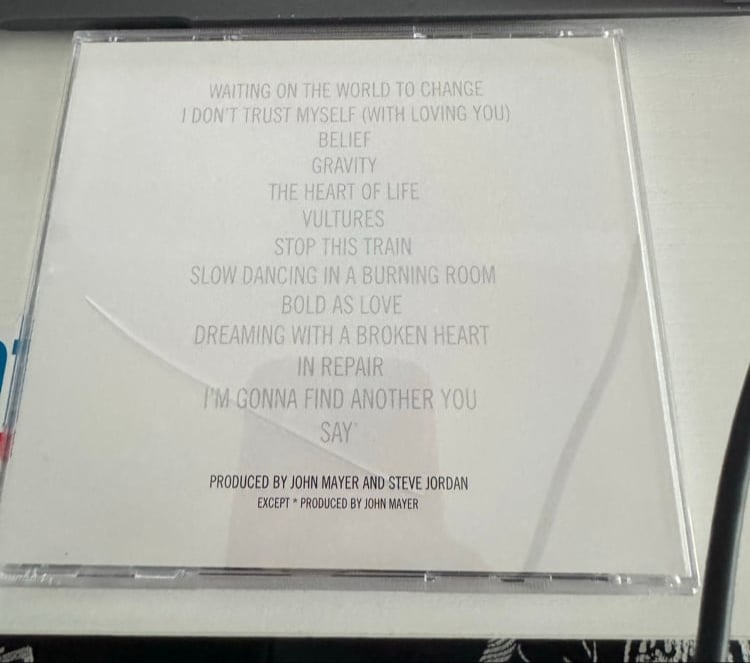 WAITING ON THE WORLD TO CHANGE
I DON'T TRUST MYSELF (WITH LOVING YOU)
BELIEF
GRAVITY
THE HEART OF LIFE
VULTURES
STOP THIS TRAIN
SLOW DANCING IN A BURNING ROOM
BOLD AS LOVE
DREAMING WITH A BROKEN HEART
IN REPAIR
I'M GONNA FIND ANOTHER YOU
SAY*
PRODUCED BY JOHN MAYER AND STEVE JORDAN
EXCEPT * PRODUCED BY JOHN MAYER